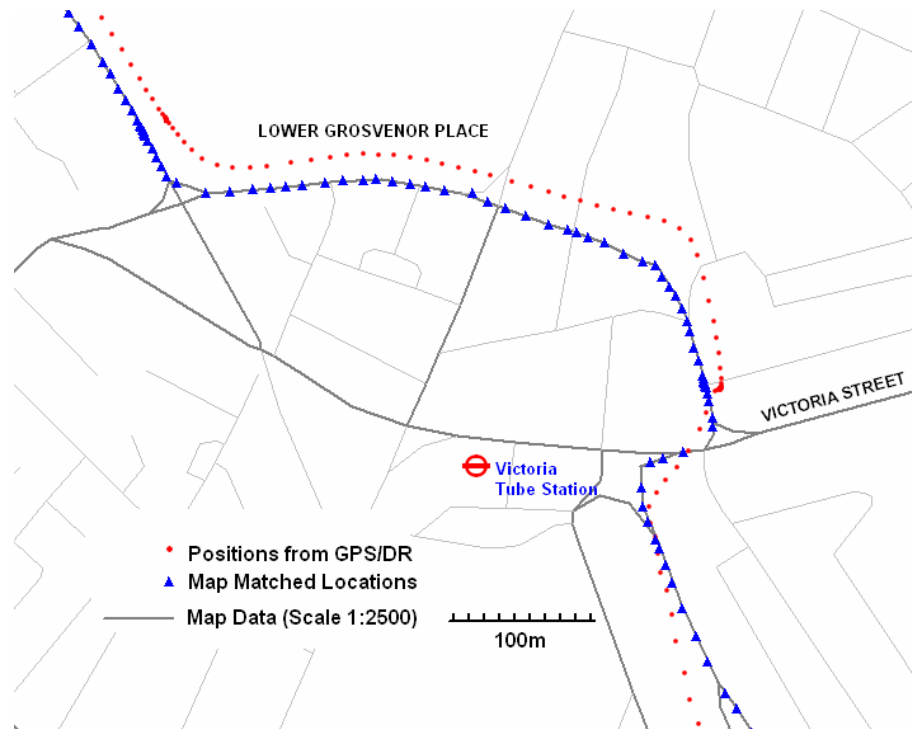 LOWER GROSVENOR PLACE
VICTORIA STREET
Victoria
Tube Station
Positions from GPS/DR
Map Matched Locations
Map Data (Scale 1:2500)
100m